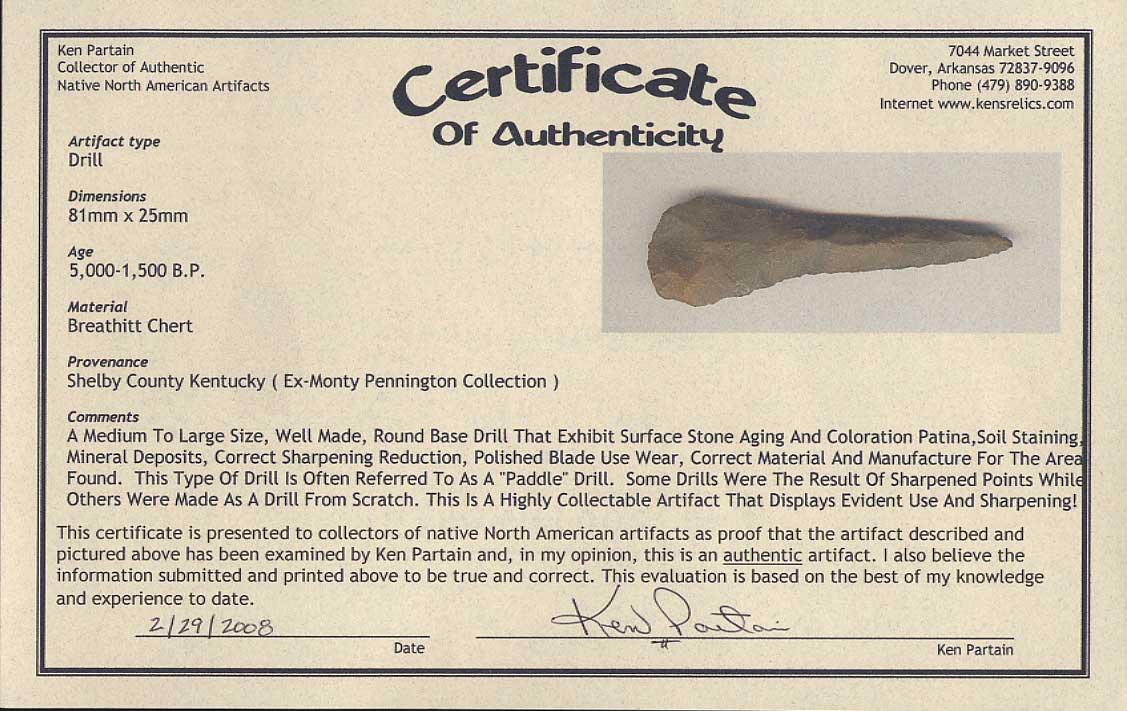 Ken Partain
Collector of Authentic
Native North American Artifacts
Certificate
Of Authenticity
7044 Market Street
Dover, Arkansas 72837-9096
Phone (479) 890-9388
Internet www.kensrelics.com
Artifact type
Drill
Dimensions
81mm x 25mm
Age
5,000-1,500 B.P.
Material
Breathitt Chert
Provenance
Shelby County Kentucky ( Ex-Monty Pennington Collection )
Comments
A Medium To Large Size, Well Made, Round Base Drill That Exhibit Surface Stone Aging And Coloration Patina,Soil Staining,
Mineral Deposits, Correct Sharpening Reduction, Polished Blade Use Wear, Correct Material And Manufacture For The Area
Found. This Type Of Drill Is Often Referred To As A "Paddle" Drill. Some Drills Were The Result Of Sharpened Points While
Others Were Made As A Drill From Scratch. This Is A Highly Collectable Artifact That Displays Evident Use And Sharpening!
This certificate is presented to collectors of native North American artifacts as proof that the artifact described and
pictured above has been examined by Ken Partain and, in my opinion, this is an authentic artifact. I also believe the
information submitted and printed above to be true and correct. This evaluation is based on the best of my knowledge
and experience to date.
2/29/2008
Ken Partain
Date
Ken Partain